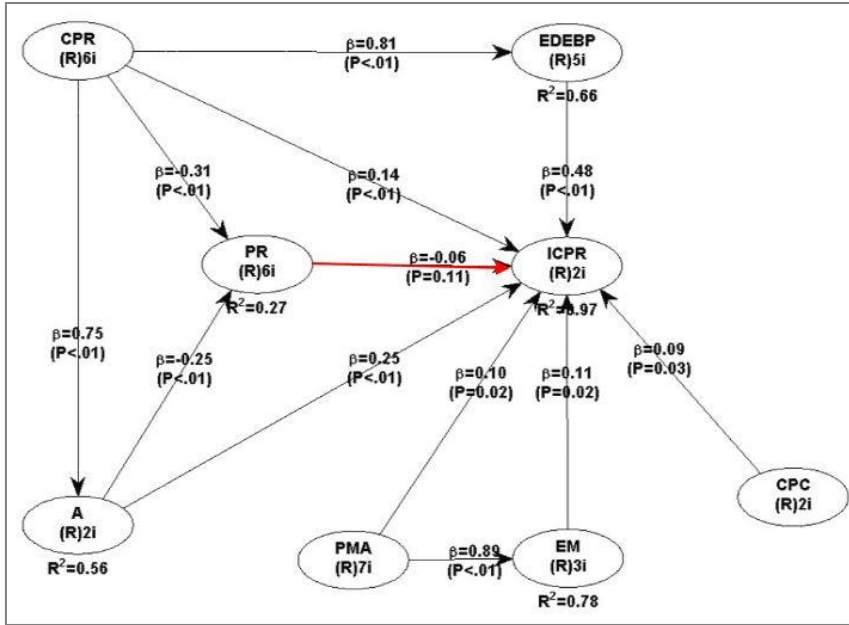 CPR
(R)6i
β=0.81
(P<.01)
EDEBP
(R)5i
R²=0.66
β=-0.31
(P<.01)
β=0.14
(P<.01)
β=0.48
(P<.01)
PR
(R)6i
R²=0.27
β=-0.06
(P=0.11)
ICPR
(R)2i
R²=0.97
β=0.75
(P<.01)
β=-0.25
(P<.01)
β=0.25
(P<.01)
β=0.10
(P=0.02)
β=0.11
(P=0.02)
β=0.09
(P=0.03)
CPC
(R)2i
A
(R)2i
R²=0.56
PMA
(R)7i
β=0.89
(P<.01)
EM
(R)3i
R²=0.78